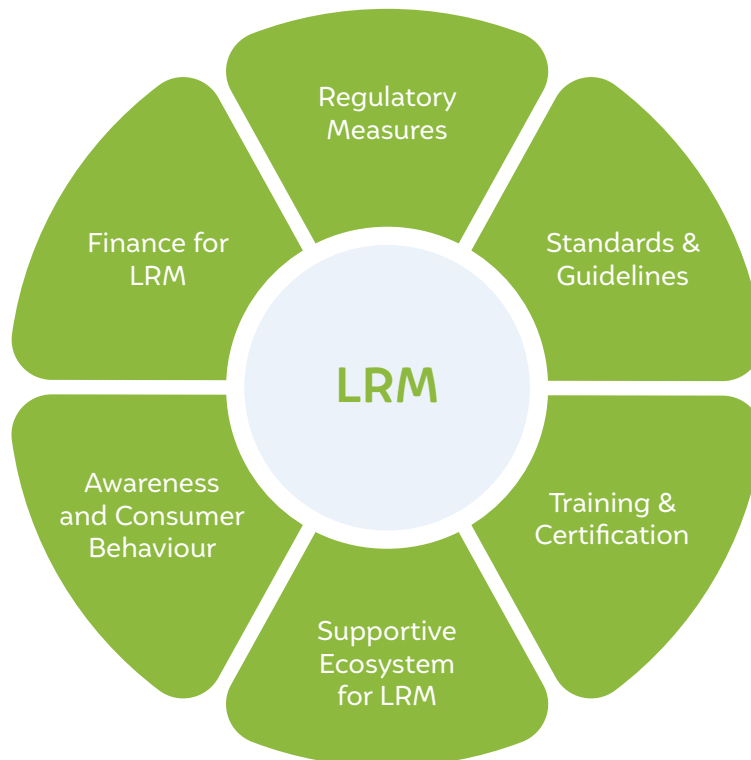 Regulatory
Measures
Standards &
Guidelines
Training &
Certification
Supportive
Ecosystem
for LRM
Awareness
and Consumer
Behaviour
Finance for
LRM
LRM